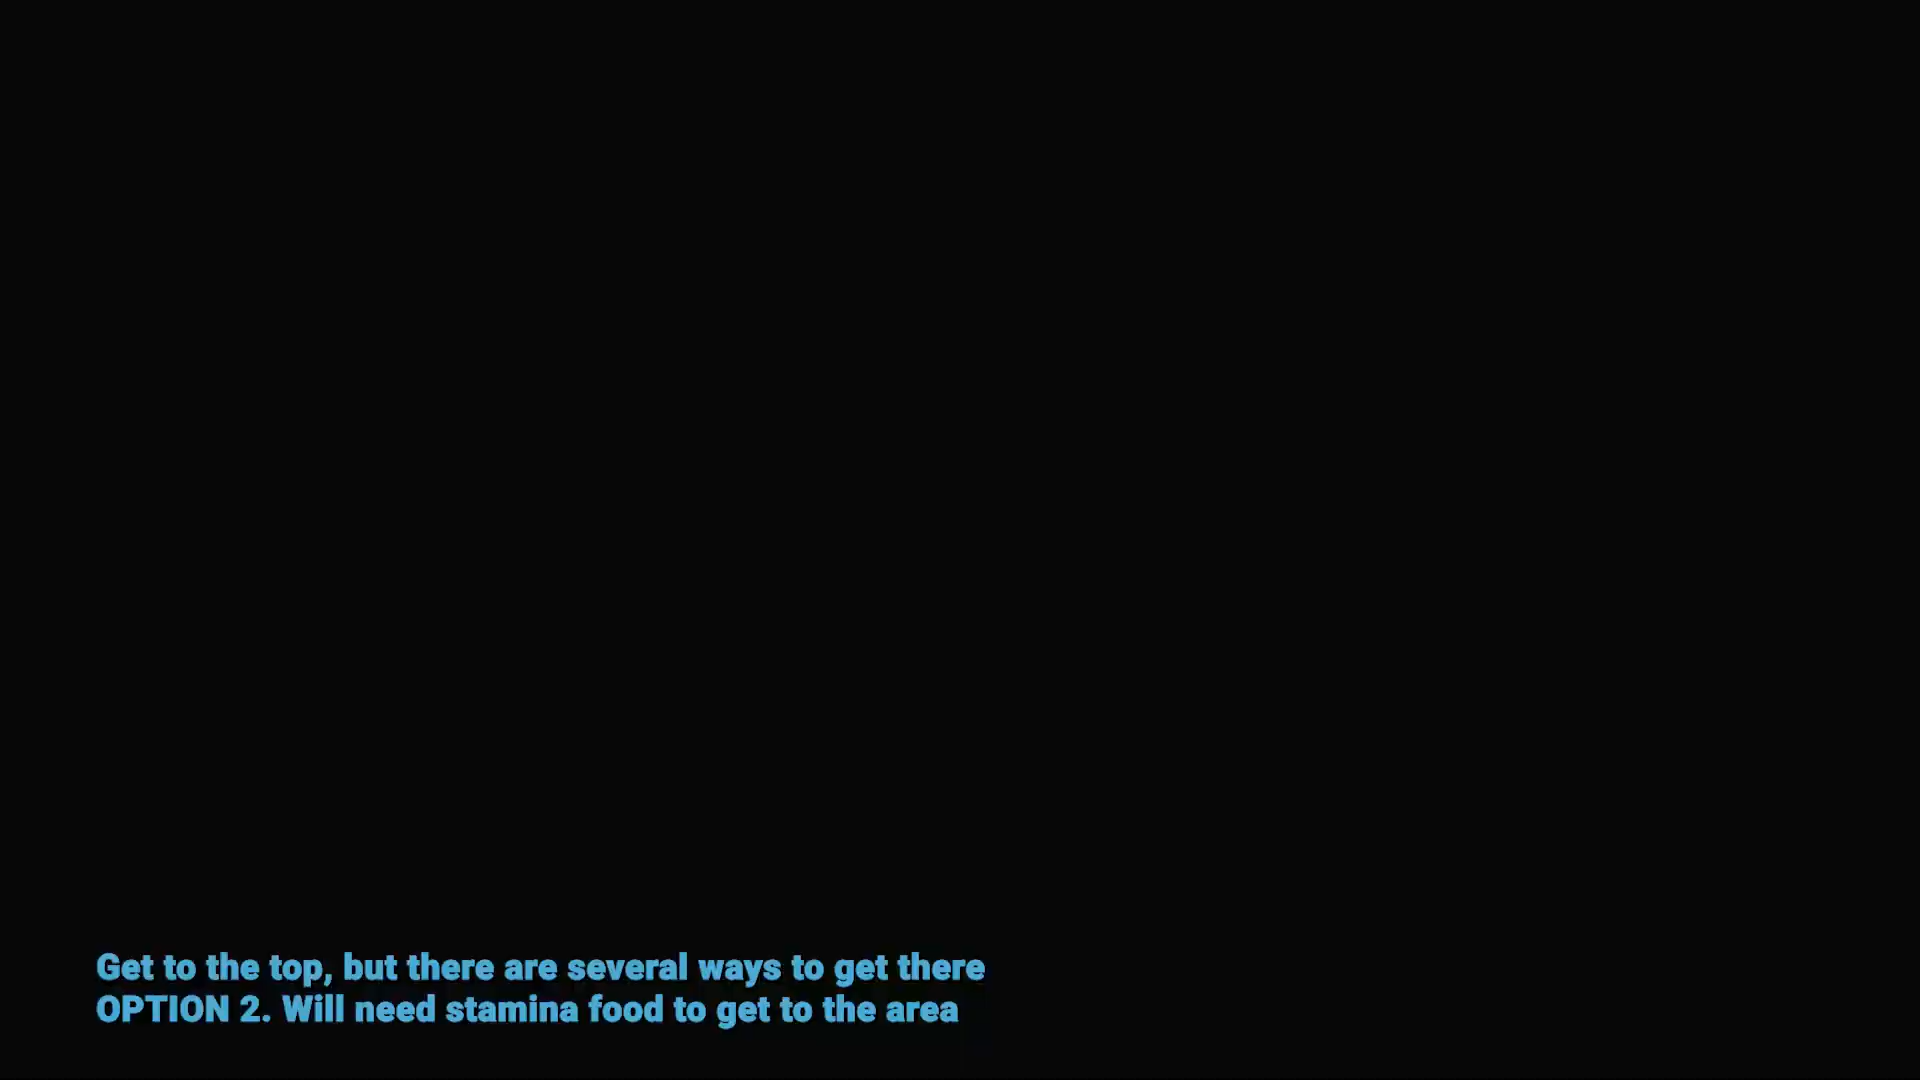 Get to the top, but there are several ways to get there
OPTION 2. Will need stamina food to get to the area